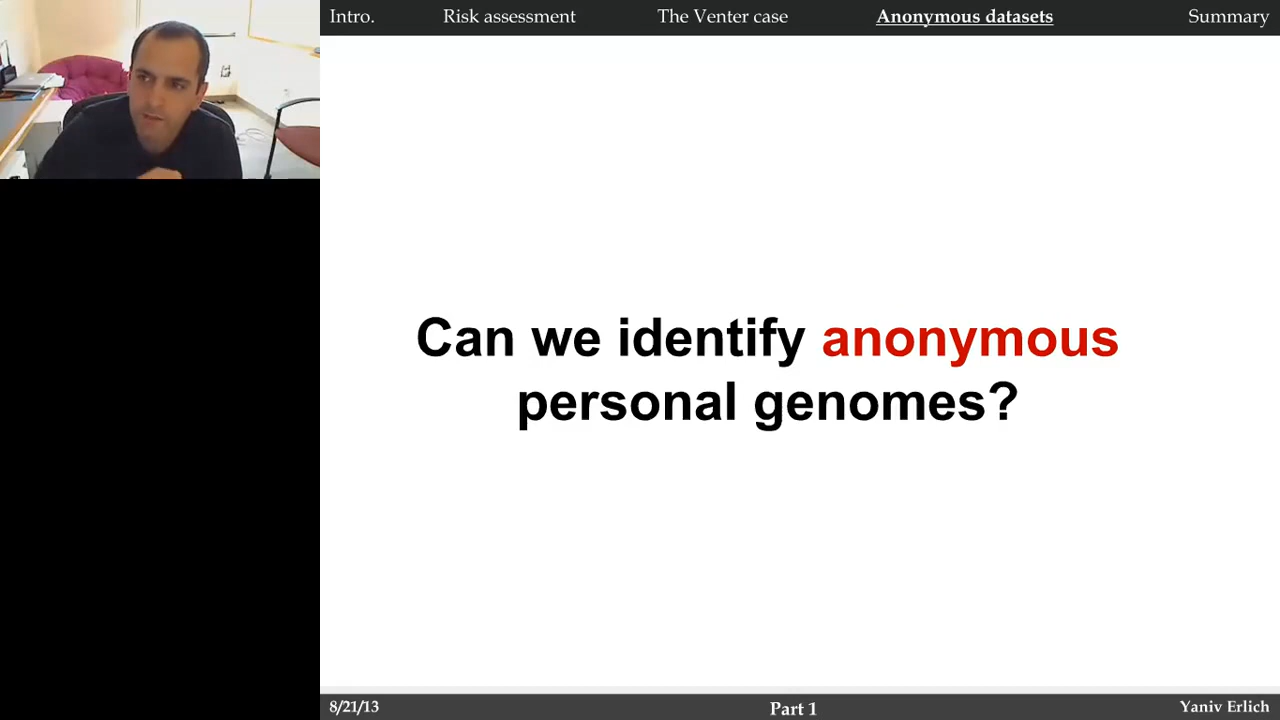 Intro. Risk assessment The Venter case Anonymous datasets Summary
Can we identify anonymous
personal genomes?
8/21/13 Part 1 Yaniv Erlich